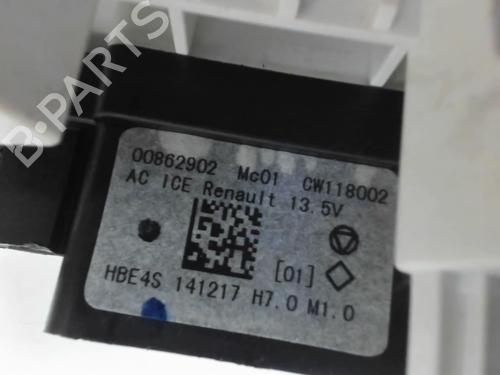 B-PARTS
00862902 Mc01 CW118002
AC ICE Renault 13.5V
[01]
HBE4S 141217 H7.0 M1.0